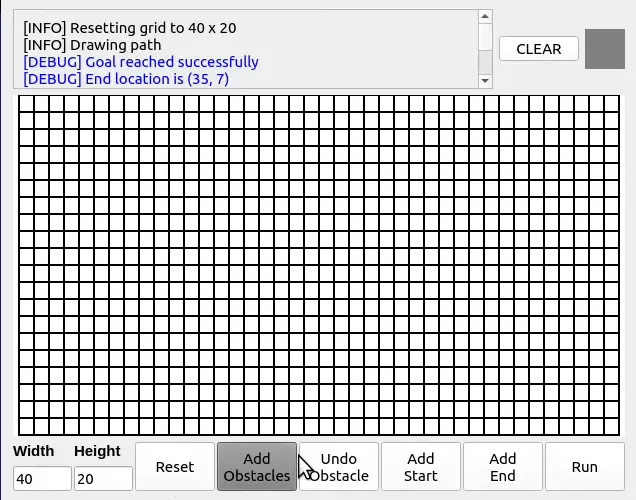 [INFO] Resetting grid to 40 x 20
[INFO] Drawing path
[DEBUG] Goal reached successfully
[DEBUG] End location is (35, 7)
CLEAR
Width
Height
40
20
Reset
Add
Obstacles
Undo
Obstacle
Add
Start
Add
End
Run